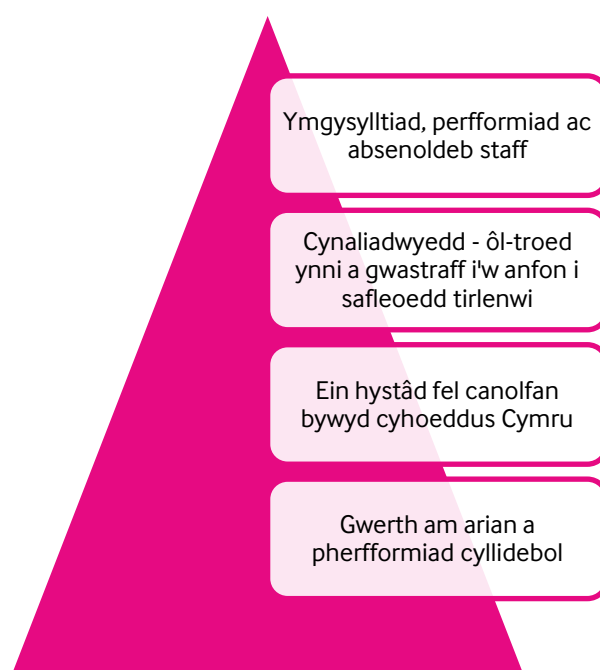 Ymgysylltiad, perfformiad ac
absenoldeb staff
Cynaliadwyedd - ôl-troed
ynni a gwastraff i'w anfon i
safleoedd tirlenwi
Ein hystâd fel canolfan
bywyd cyhoeddus Cymru
Gwerth am arian a
pherfformiad cyllidebol